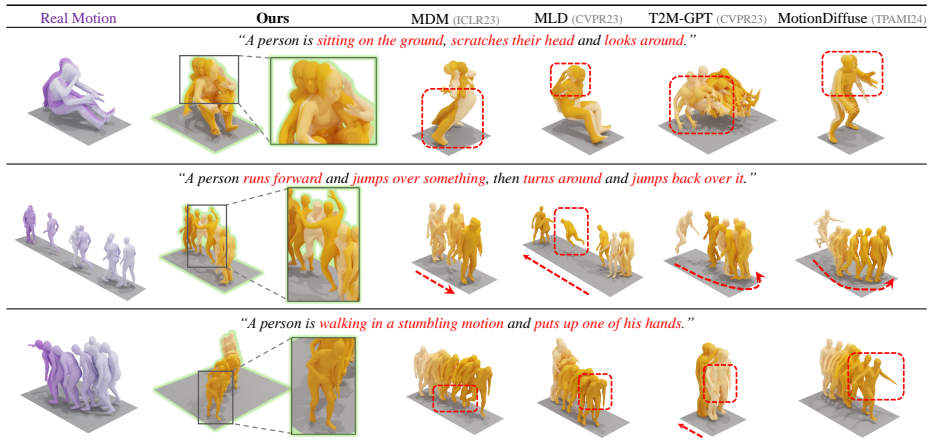 Real Motion Ours MDM (ICLR23) MLD (CVPR23) T2M-GPT (CVPR23) MotionDiffuse (TPAMI24)
“A person is sitting on the ground, scratches their head and looks around.”
“A person runs forward and jumps over something, then turns around and jumps back over it.”
“A person is walking in a stumbling motion and puts up one of his hands.”